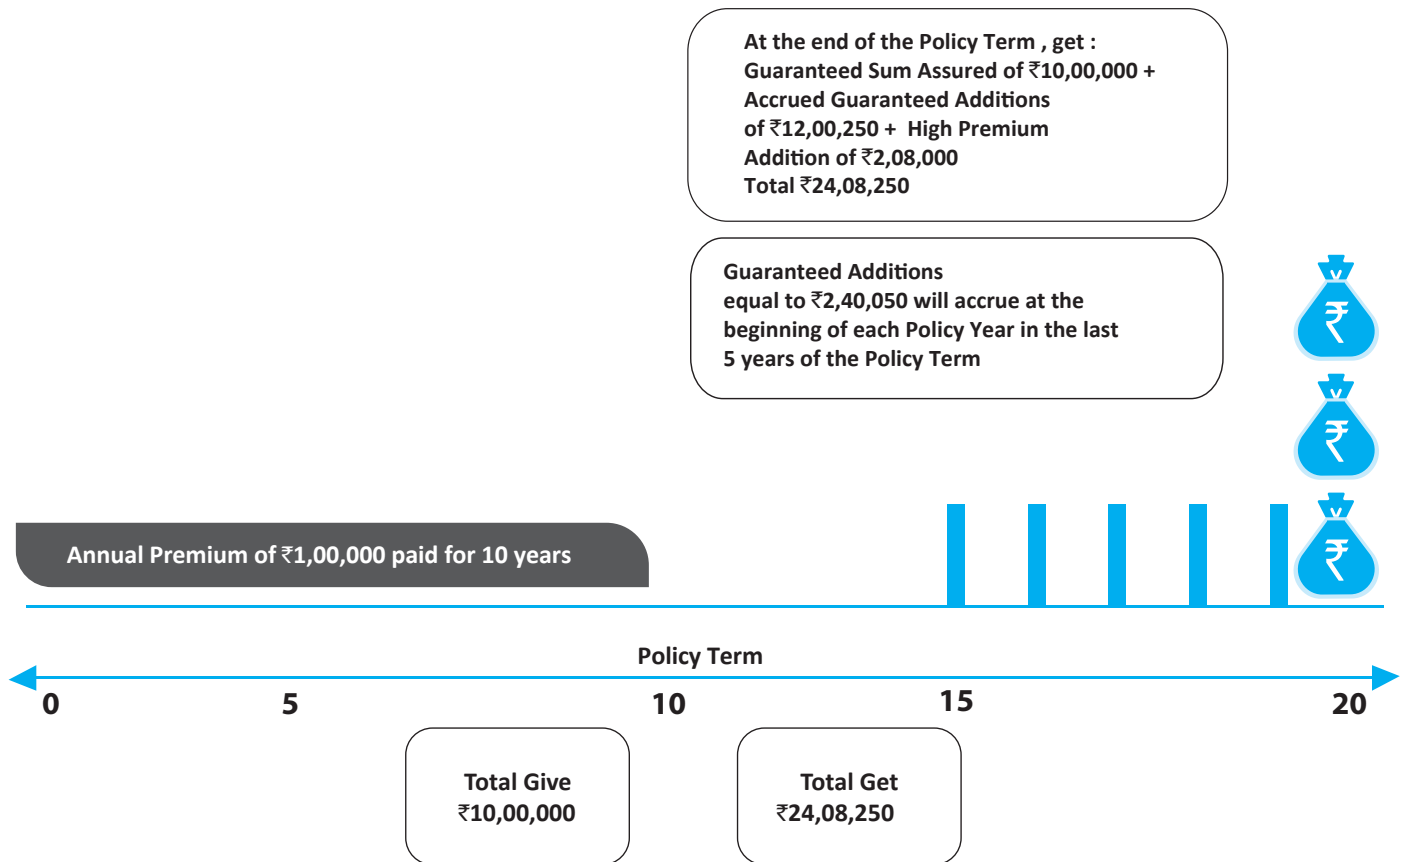 At the end of the Policy Term , get :
Guaranteed Sum Assured of ₹10,00,000 +
Accrued Guaranteed Additions
of ₹12,00,250 + High Premium
Addition of ₹2,08,000
Total ₹24,08,250
Guaranteed Additions
equal to ₹2,40,050 will accrue at the
beginning of each Policy Year in the last
5 years of the Policy Term
₹
₹
₹
Annual Premium of ₹1,00,000 paid for 10 years
Policy Term
0 5 10 15 20
Total Give
₹10,00,000
Total Get
₹24,08,250